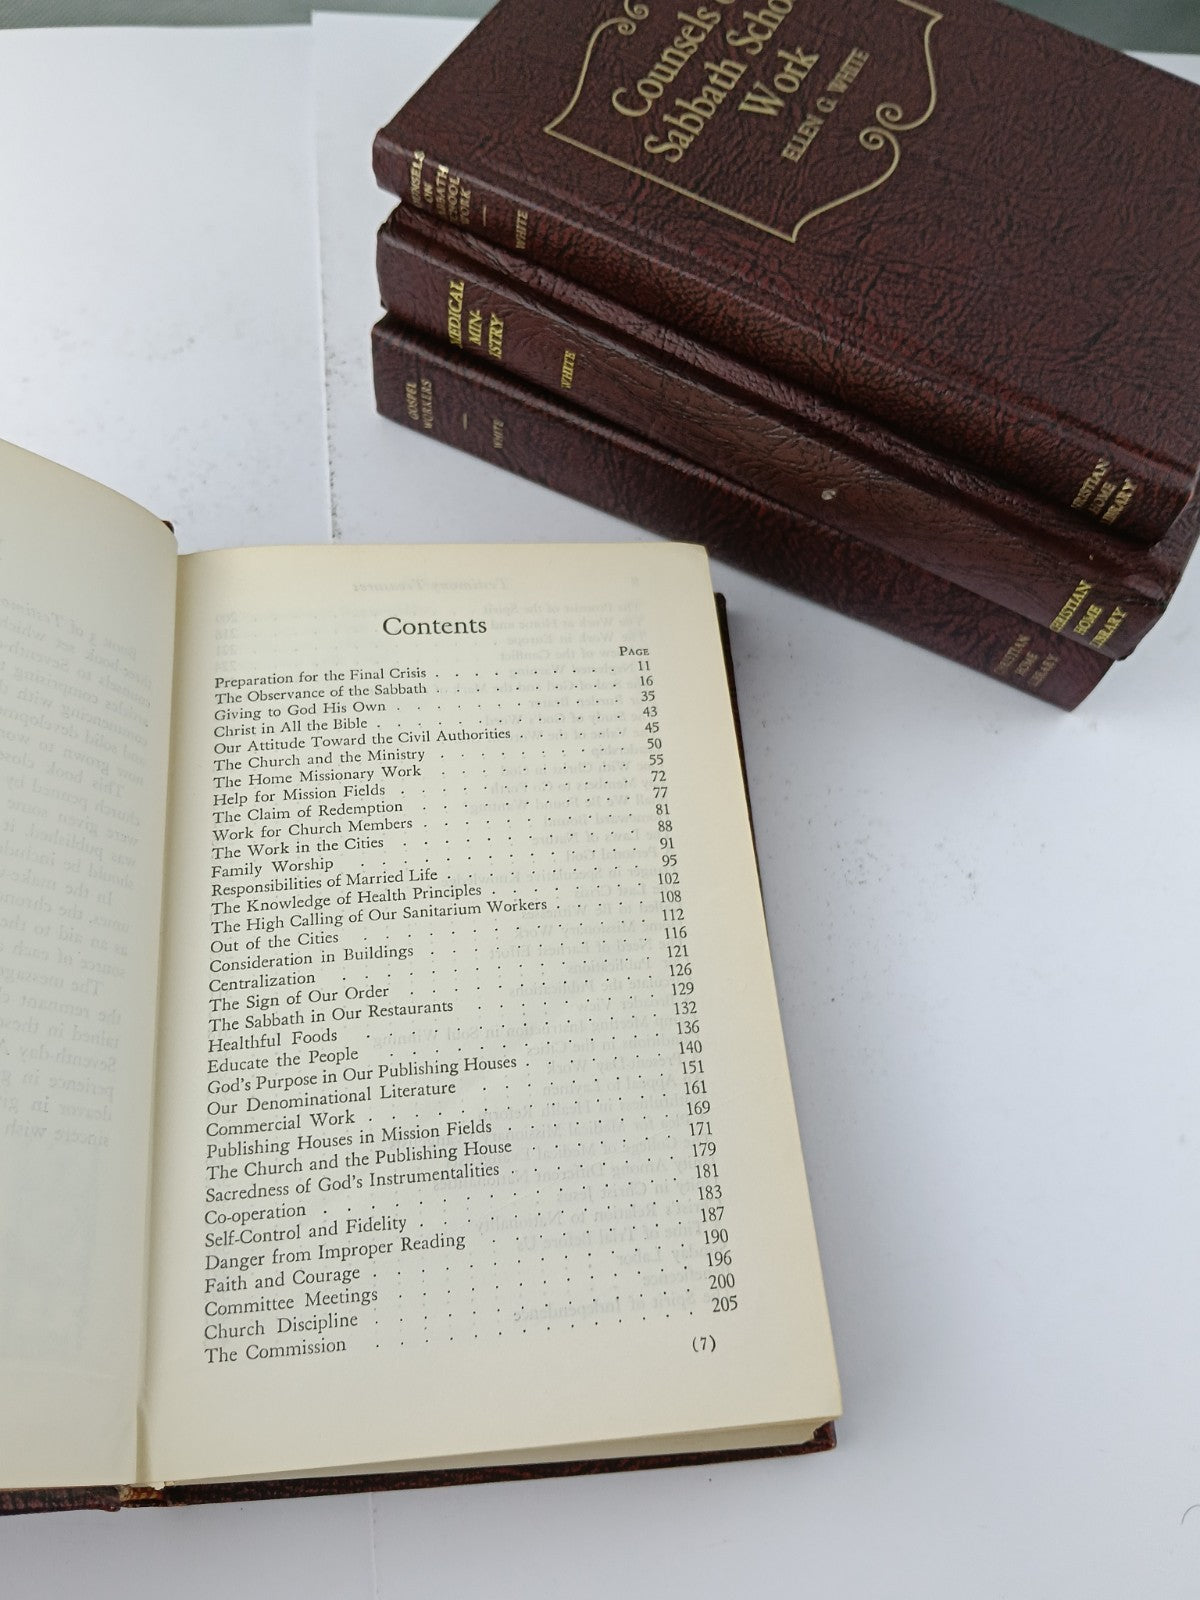 Counsels
Sabbath School
Work
ELLEN G. WHITE
COUNSELS
ON
SABBATH
SCHOOL
WORK
WHITE
CHRISTIAN
HOME
LIBRARY
MEDICAL
MIN-
ISTRY
WHITE
CHRISTIAN
HOME
LIBRARY
GOSPEL
WORKERS
WHITE
CHRISTIAN
HOME
LIBRARY
Contents
PAGE
Preparation for the Final Crisis . . . . . . . . 11
The Observance of the Sabbath . . . . . . . . 16
Giving to God His Own . . . . . . . . . . 35
Christ in All the Bible . . . . . . . . . . 43
Our Attitude Toward the Civil Authorities . . . . . 45
The Church and the Ministry . . . . . . . . 50
The Home Missionary Work . . . . . . . . 55
Help for Mission Fields . . . . . . . . . . 72
The Claim of Redemption . . . . . . . . . 77
Work for Church Members . . . . . . . . . 81
The Work in the Cities . . . . . . . . . . 88
Family Worship . . . . . . . . . . . . 91
Responsibilities of Married Life . . . . . . . . 95
The Knowledge of Health Principles . . . . . . . 102
The High Calling of Our Sanitarium Workers . . . . . 108
Out of the Cities . . . . . . . . . . . 112
Consideration in Buildings . . . . . . . . . 116
Centralization . . . . . . . . . . . . 121
The Sign of Our Order . . . . . . . . . . 126
The Sabbath in Our Restaurants . . . . . . . . 129
Healthful Foods . . . . . . . . . . . . 132
Educate the People . . . . . . . . . . . 136
God's Purpose in Our Publishing Houses . . . . . . 140
Our Denominational Literature . . . . . . . . 151
Commercial Work . . . . . . . . . . . . 161
Publishing Houses in Mission Fields . . . . . . . 169
The Church and the Publishing House . . . . . . 171
Sacredness of God's Instrumentalities . . . . . . . 179
Co-operation . . . . . . . . . . . . . 181
Self-Control and Fidelity . . . . . . . . . . 183
Danger from Improper Reading . . . . . . . . 187
Faith and Courage . . . . . . . . . . . 190
Committee Meetings . . . . . . . . . . . 196
Church Discipline . . . . . . . . . . . 200
The Commission . . . . . . . . . . . . 205
(7)